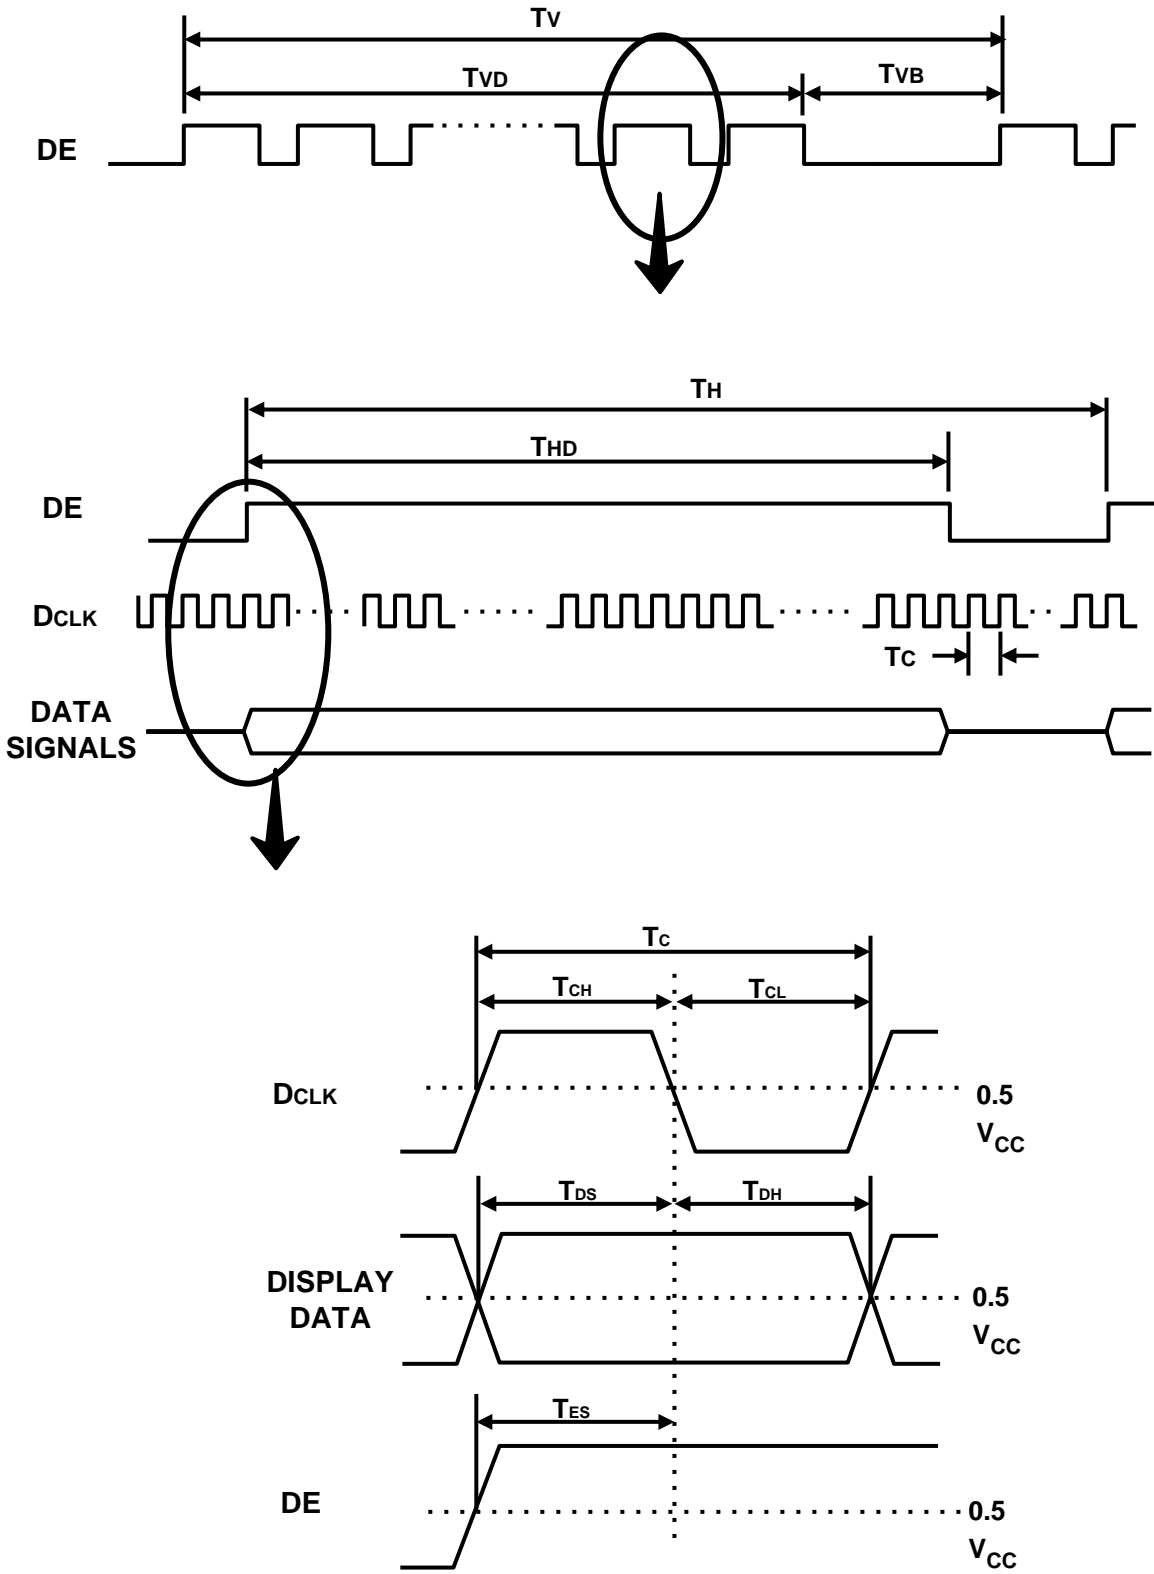 TV
TVD
TVB
DE
TH
THD
DE
DCLK
TC
DATA
SIGNALS
TC
TCH
TCL
DCLK
0.5
VCC
TDS
TDH
DISPLAY
DATA
0.5
VCC
TES
DE
0.5
VCC